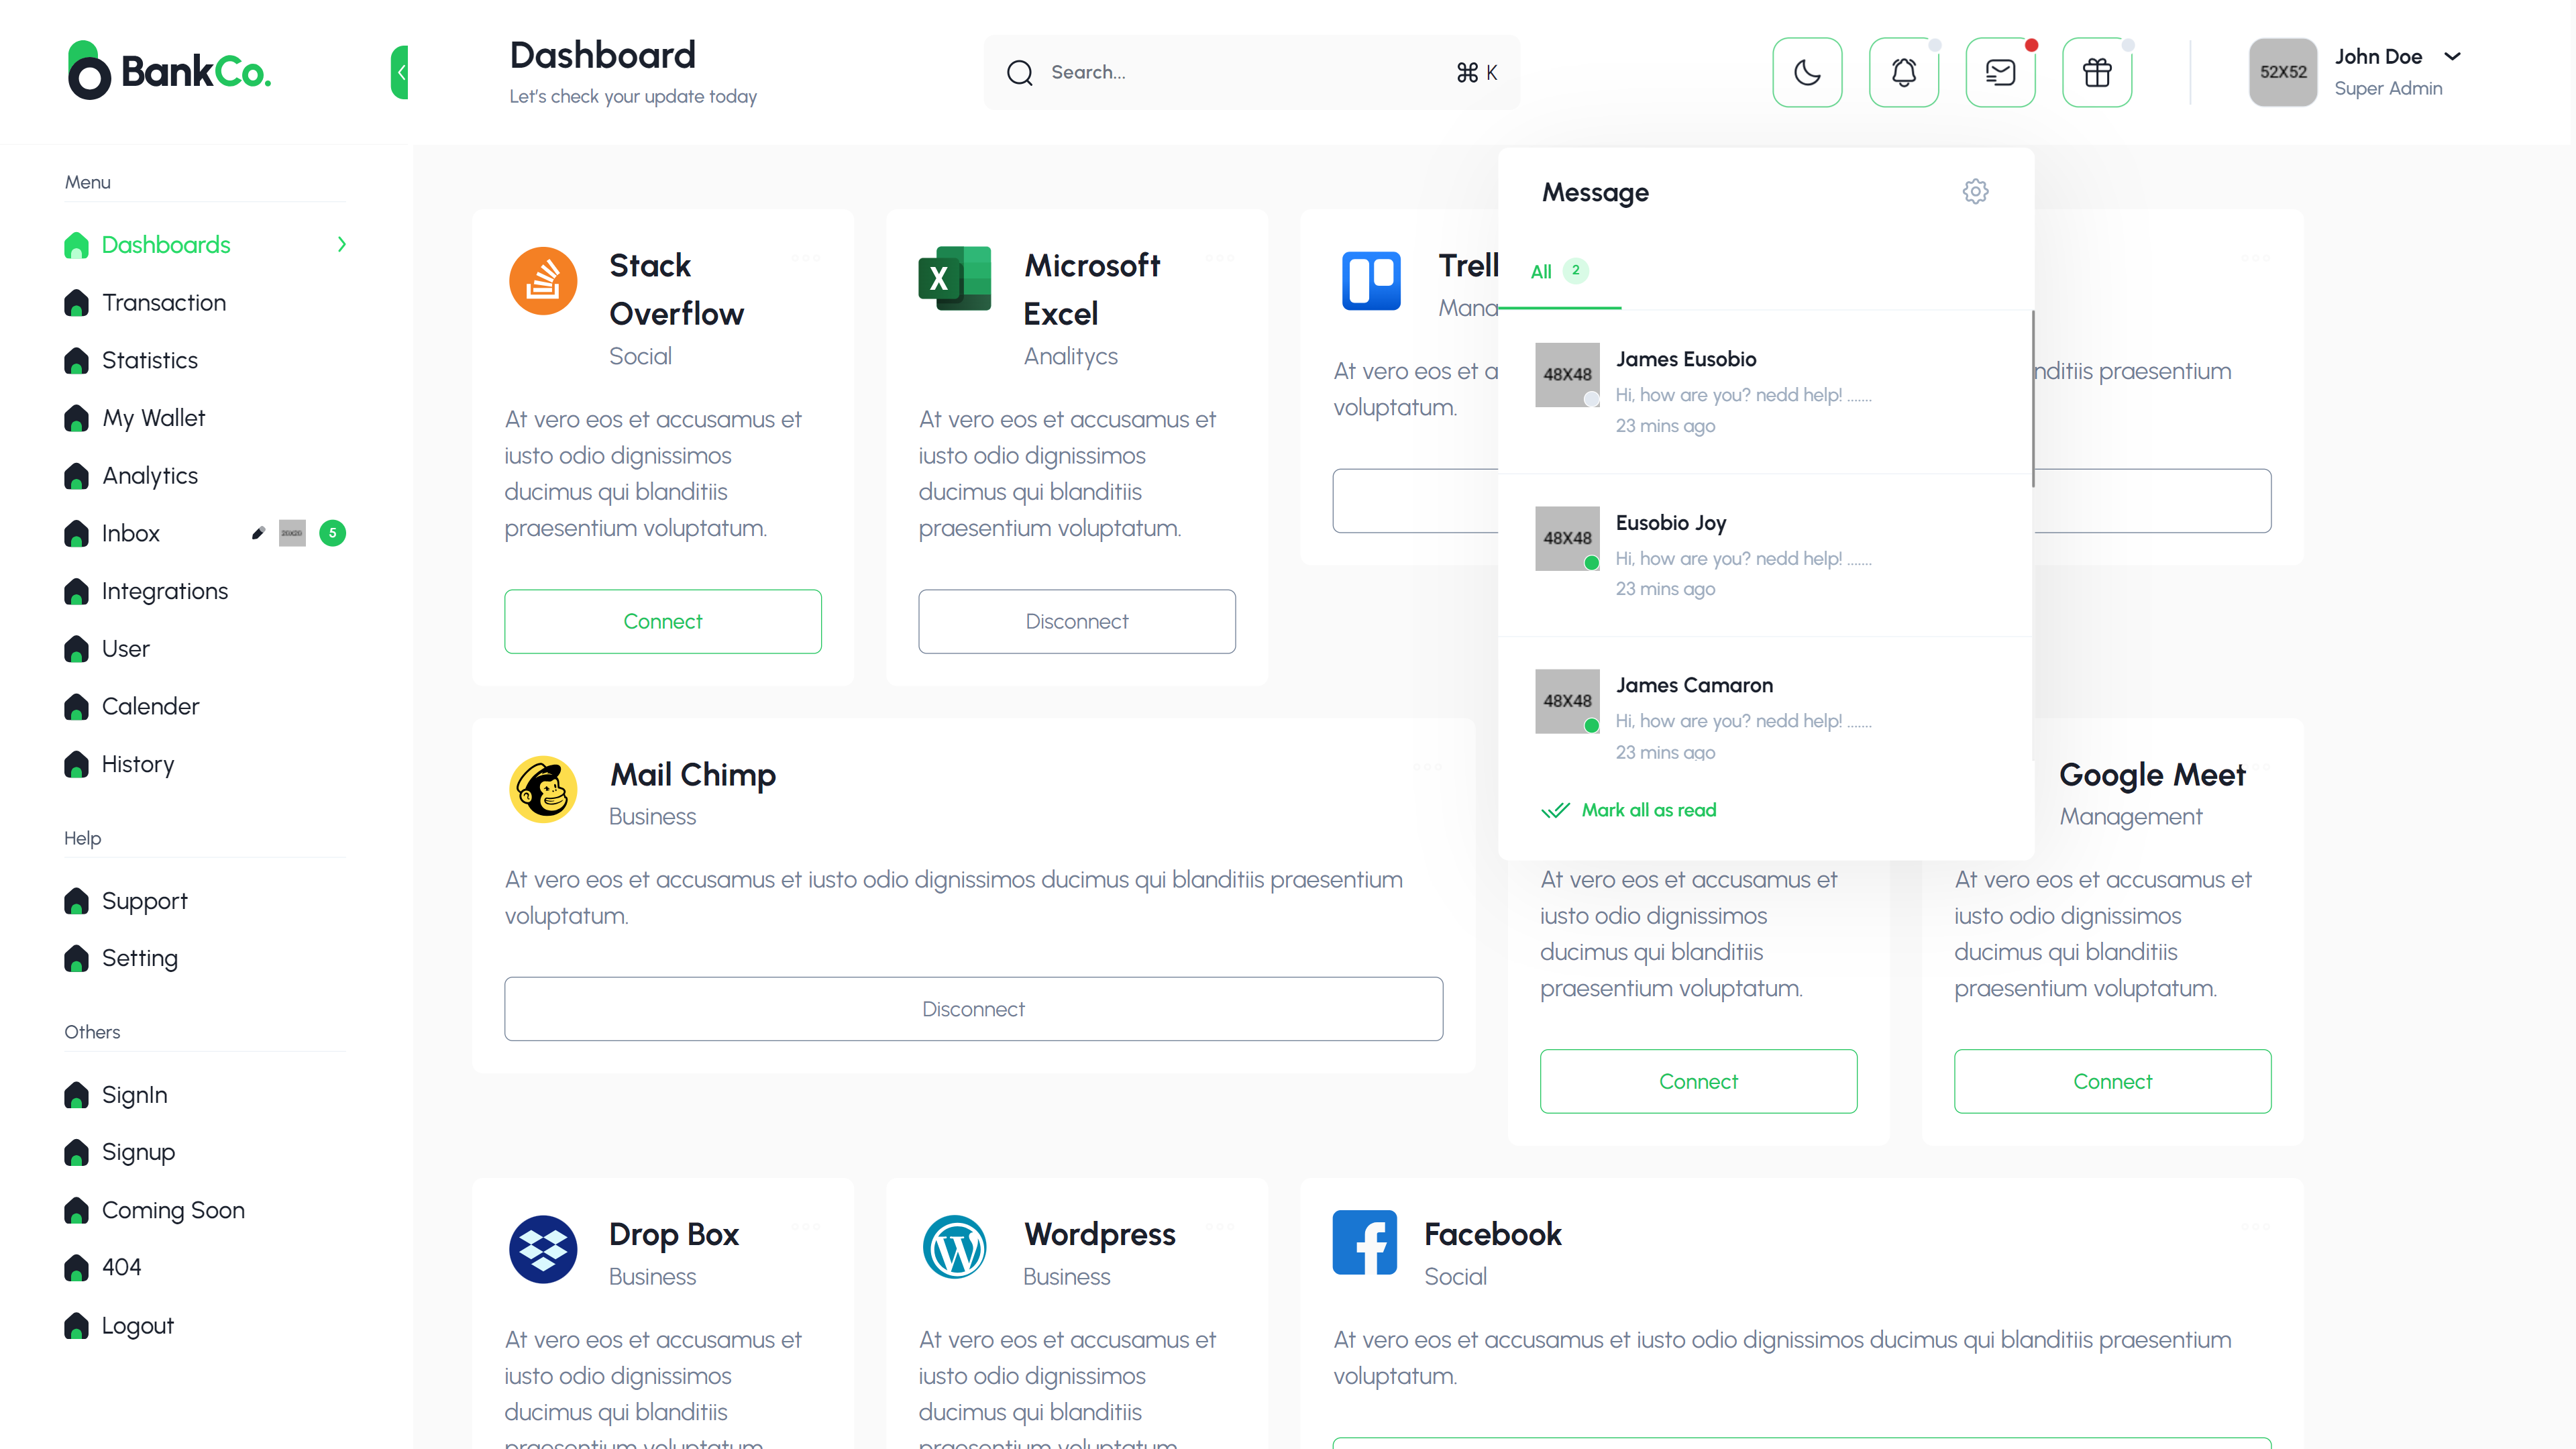 BankCo.
Dashboard
Let's check your update today
Search...
⌘ K
52X52
John Doe
Super Admin
Menu
Dashboards
Transaction
Statistics
My Wallet
Analytics
Inbox
5
Integrations
User
Calender
History
Help
Support
Setting
Others
SignIn
Signup
Coming Soon
404
Logout
Stack
Overflow
Social
At vero eos et accusamus et
iusto odio dignissimos
ducimus qui blanditiis
praesentium voluptatum.
Connect
Microsoft
Excel
Analitycs
At vero eos et accusamus et
iusto odio dignissimos
ducimus qui blanditiis
praesentium voluptatum.
Disconnect
Trell
Mana
At vero eos et a
nditiis praesentium
voluptatum.
Message
All 2
48X48
James Eusobio
Hi, how are you? nedd help! .......
23 mins ago
48X48
Eusobio Joy
Hi, how are you? nedd help! .......
23 mins ago
48X48
James Camaron
Hi, how are you? nedd help! .......
23 mins ago
Mark all as read
Mail Chimp
Business
At vero eos et accusamus et iusto odio dignissimos ducimus qui blanditiis praesentium
voluptatum.
Disconnect
At vero eos et accusamus et
iusto odio dignissimos
ducimus qui blanditiis
praesentium voluptatum.
Connect
Google Meet
Management
At vero eos et accusamus et
iusto odio dignissimos
ducimus qui blanditiis
praesentium voluptatum.
Connect
Drop Box
Business
At vero eos et accusamus et
iusto odio dignissimos
ducimus qui blanditiis
praesentium voluptatum.
Wordpress
Business
At vero eos et accusamus et
iusto odio dignissimos
ducimus qui blanditiis
praesentium voluptatum.
Facebook
Social
At vero eos et accusamus et iusto odio dignissimos ducimus qui blanditiis praesentium
voluptatum.